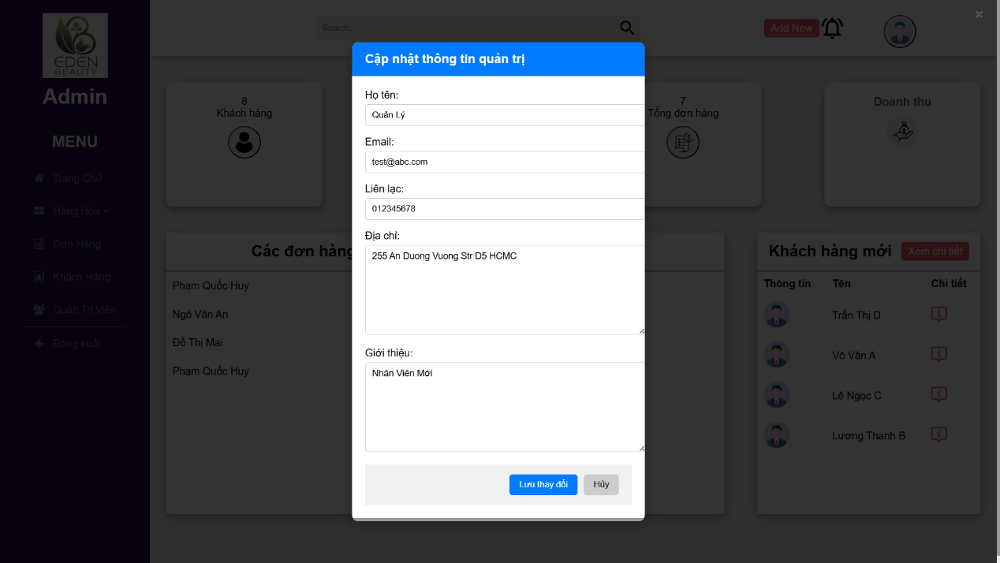 EDEN
BEAUTY
Admin
MENU
Trang Chủ
Hàng Hóa
Đơn Hàng
Khách Hàng
Quản Trị Viên
Đăng xuất
Search..
Add New
×
8
Khách hàng
7
Tổng đơn hàng
Doanh thu
Cập nhật thông tin quản trị
Họ tên:
Quản Lý
Email:
test@abc.com
Liên lạc:
012345678
Địa chỉ:
255 An Duong Vuong Str D5 HCMC
Giới thiệu:
Nhân Viên Mới
Lưu thay đổi
Hủy
Các đơn hàng
Phạm Quốc Huy
Ngô Văn An
Đỗ Thị Mai
Phạm Quốc Huy
Khách hàng mới
Xem chi tiết
Thông tin Tên Chi tiết
Trần Thị D
Võ Văn A
Lê Ngọc C
Lương Thanh B